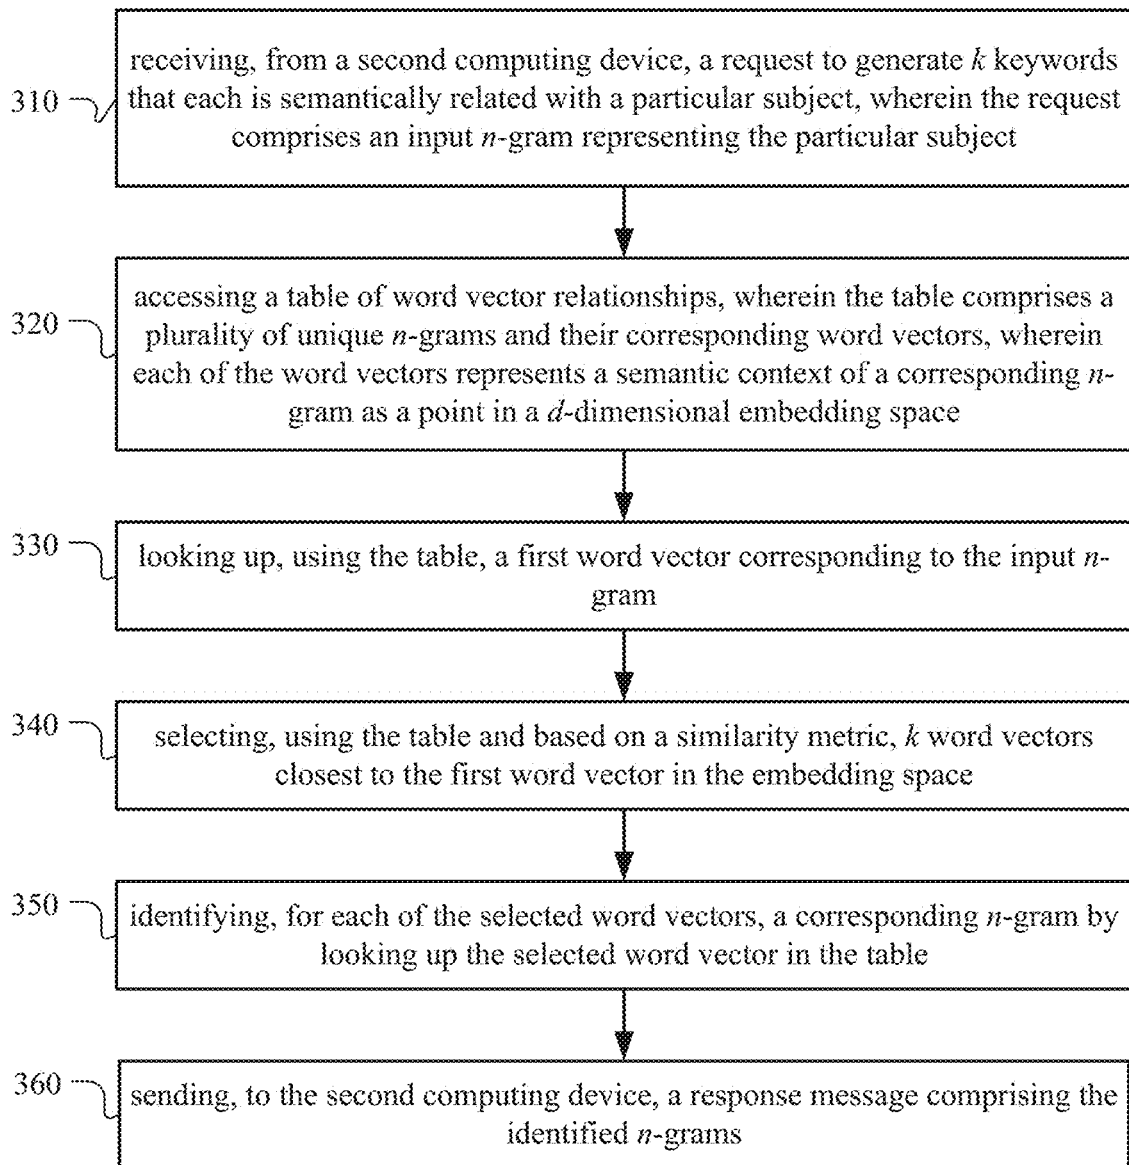 310
receiving, from a second computing device, a request to generate k keywords
that each is semantically related with a particular subject, wherein the request
comprises an input n-gram representing the particular subject
320
accessing a table of word vector relationships, wherein the table comprises a
plurality of unique n-grams and their corresponding word vectors, wherein
each of the word vectors represents a semantic context of a corresponding n-
gram as a point in a d-dimensional embedding space
330
looking up, using the table, a first word vector corresponding to the input n-
gram
340
selecting, using the table and based on a similarity metric, k word vectors
closest to the first word vector in the embedding space
350
identifying, for each of the selected word vectors, a corresponding n-gram by
looking up the selected word vector in the table
360
sending, to the second computing device, a response message comprising the
identified n-grams